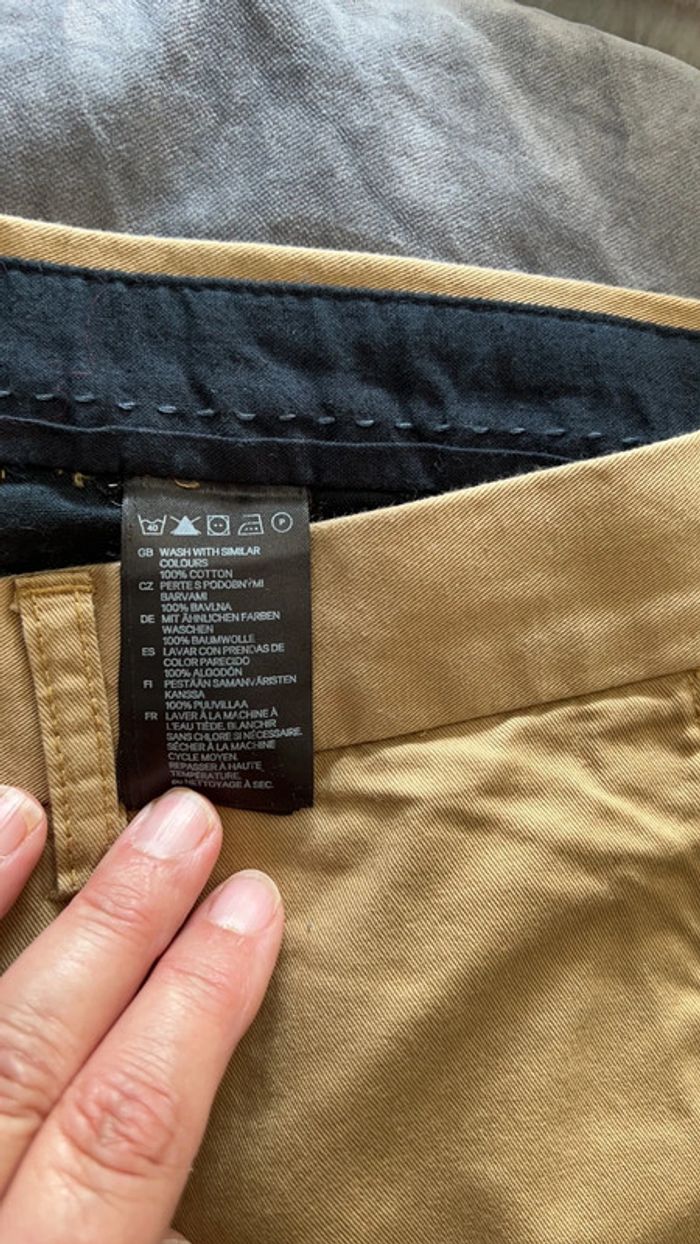 40 P
GB WASH WITH SIMILAR
COLOURS
100% COTTON
CZ PERTE S PODOBNÝMI
BARVAMI
100% BAVLNA
DE MIT ÄHNLICHEN FARBEN
WASCHEN
100% BAUMWOLLE
ES LAVAR CON PRENDAS DE
COLOR PARECIDO
100% ALGODÓN
FI PESTÄÄN SAMANVÄRISTEN
KANSSA
100% PUUVILLAA
FR LAVER À LA MACHINE À
L'EAU TIÈDE. BLANCHIR
SANS CHLORE SI NÉCESSAIRE.
SÉCHER À LA MACHINE
CYCLE MOYEN.
REPASSER À HAUTE
TEMPÉRATURE.
ou NETTOYAGE À SEC.